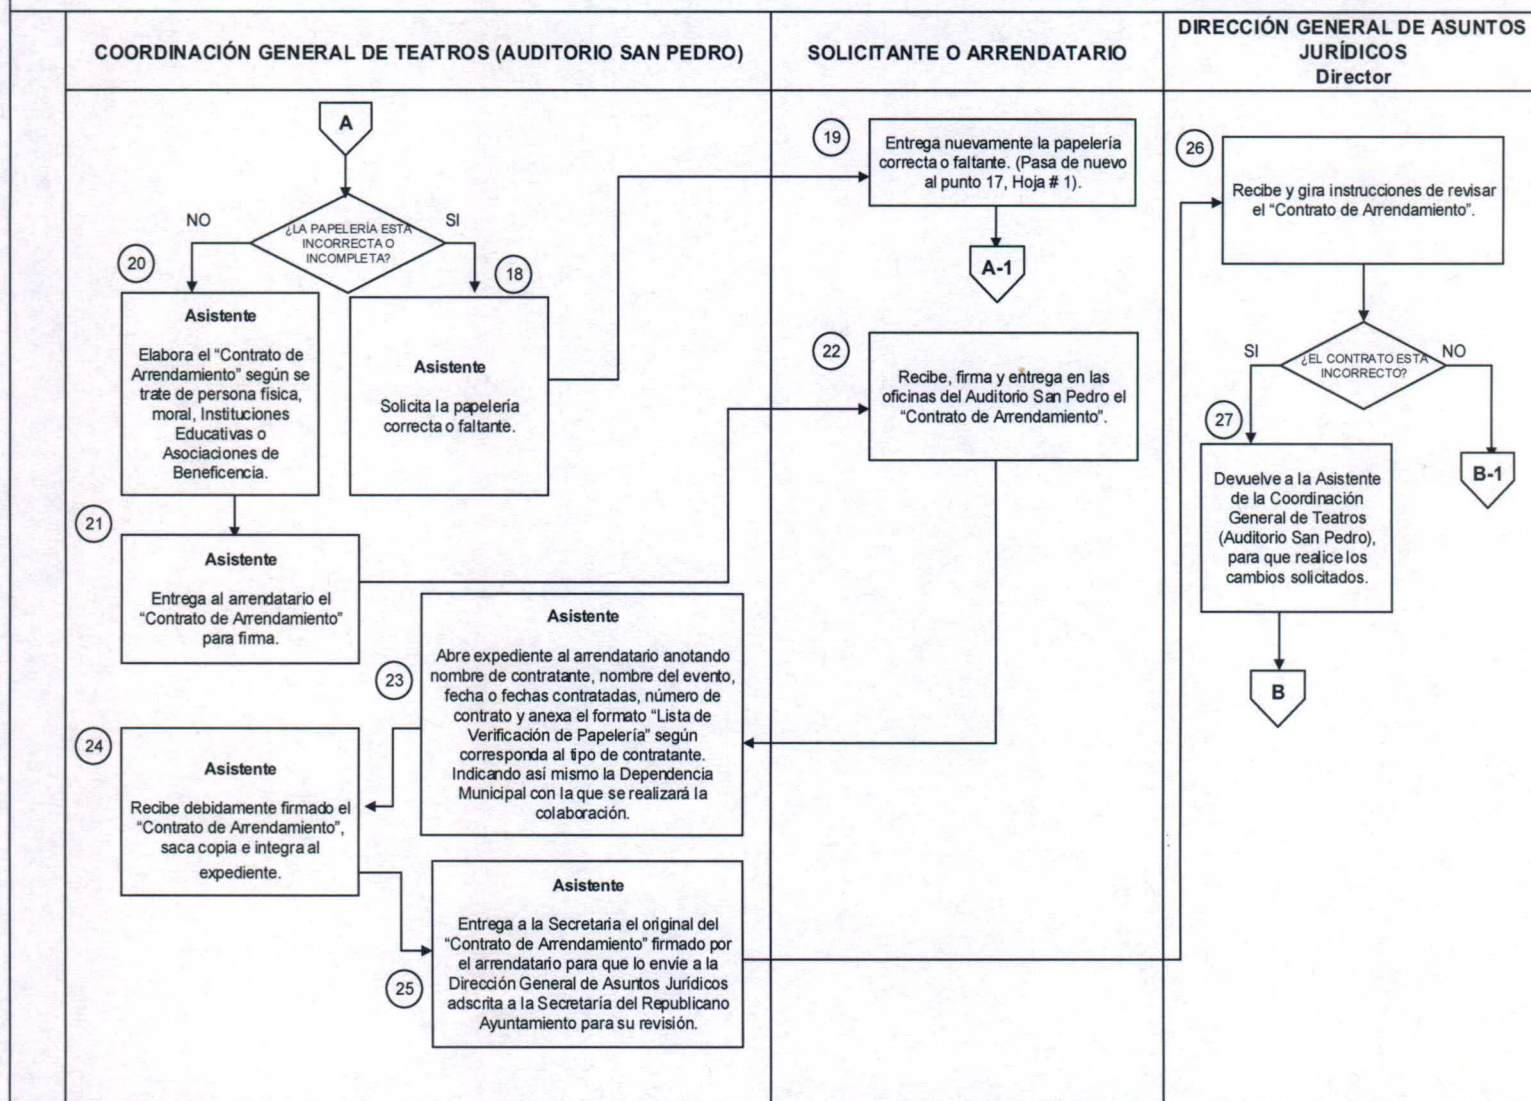 COORDINACIÓN GENERAL DE TEATROS (AUDITORIO SAN PEDRO)
SOLICITANTE O ARRENDATARIO
DIRECCIÓN GENERAL DE ASUNTOS
JURÍDICOS
Director
A
¿LA PAPELERÍA ESTÁ
INCORRECTA O
INCOMPLETA?
NO
SI
18
Asistente
Solicita la papelería
correcta o faltante.
19
Entrega nuevamente la papelería
correcta o faltante. (Pasa de nuevo
al punto 17, Hoja # 1).
A-1
20
Asistente
Elabora el “Contrato de
Arrendamiento” según se
trate de persona física,
moral, Instituciones
Educativas o
Asociaciones de
Beneficencia.
21
Asistente
Entrega al arrendatario el
“Contrato de Arrendamiento”
para firma.
22
Recibe, firma y entrega en las
oficinas del Auditorio San Pedro el
“Contrato de Arrendamiento”.
23
Asistente
Abre expediente al arrendatario anotando
nombre de contratante, nombre del evento,
fecha o fechas contratadas, número de
contrato y anexa el formato “Lista de
Verificación de Papelería” según
corresponda al tipo de contratante.
Indicando así mismo la Dependencia
Municipal con la que se realizará la
colaboración.
24
Asistente
Recibe debidamente firmado el
“Contrato de Arrendamiento”,
saca copia e integra al
expediente.
25
Asistente
Entrega a la Secretaria el original del
“Contrato de Arrendamiento” firmado por
el arrendatario para que lo envíe a la
Dirección General de Asuntos Jurídicos
adscrita a la Secretaría del Republicano
Ayuntamiento para su revisión.
26
Recibe y gira instrucciones de revisar
el “Contrato de Arrendamiento”.
¿EL CONTRATO ESTÁ
INCORRECTO?
SI
NO
27
Devuelve a la Asistente
de la Coordinación
General de Teatros
(Auditorio San Pedro),
para que realice los
cambios solicitados.
B
B-1